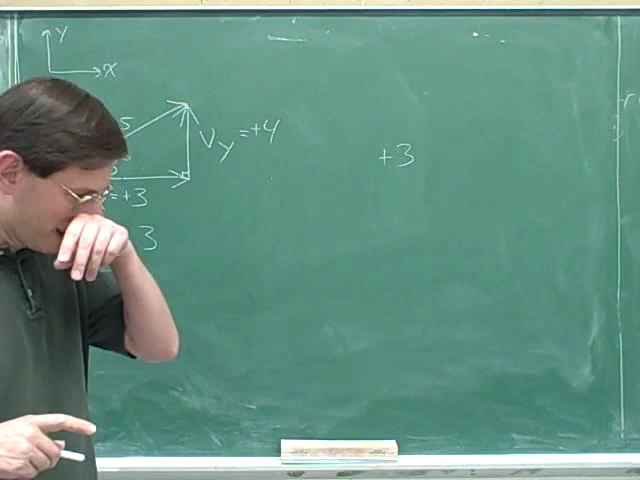 Y
X
5
Vy = +4
= +3
3
+3